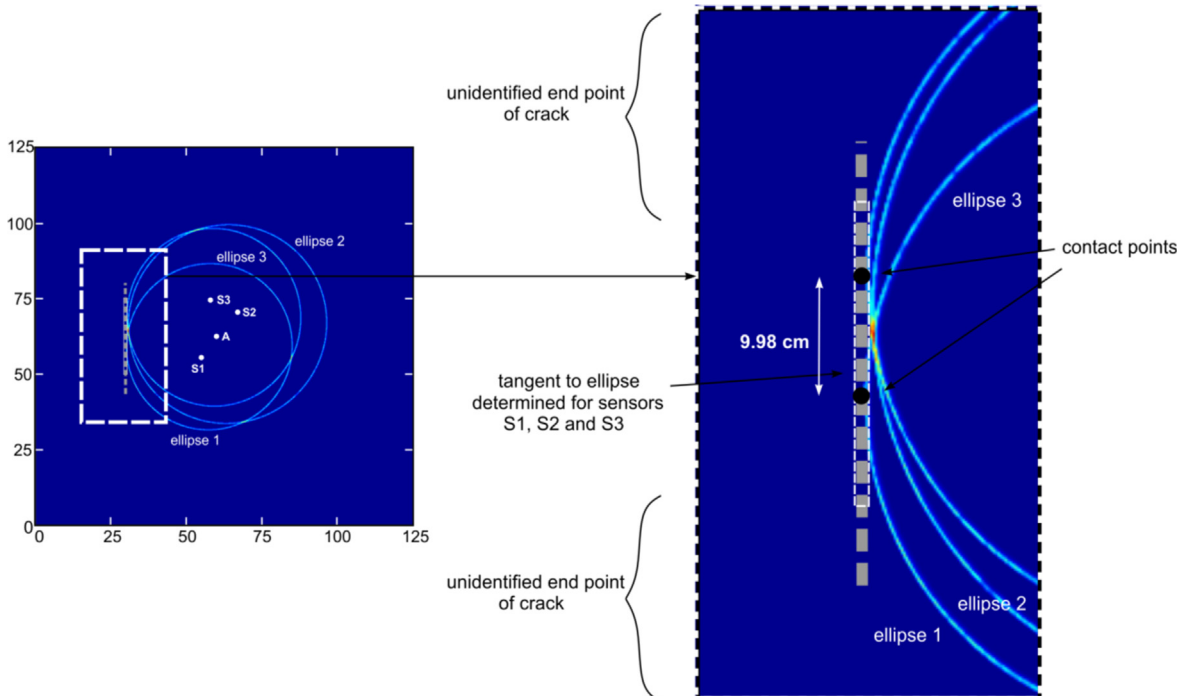 unidentified end point
of crack
125
100
75
50
25
0
0
25
50
75
100
125
ellipse 2
ellipse 3
S3
S2
A
S1
ellipse 1
ellipse 3
contact points
9.98 cm
tangent to ellipse
determined for sensors
S1, S2 and S3
unidentified end point
of crack
ellipse 2
ellipse 1